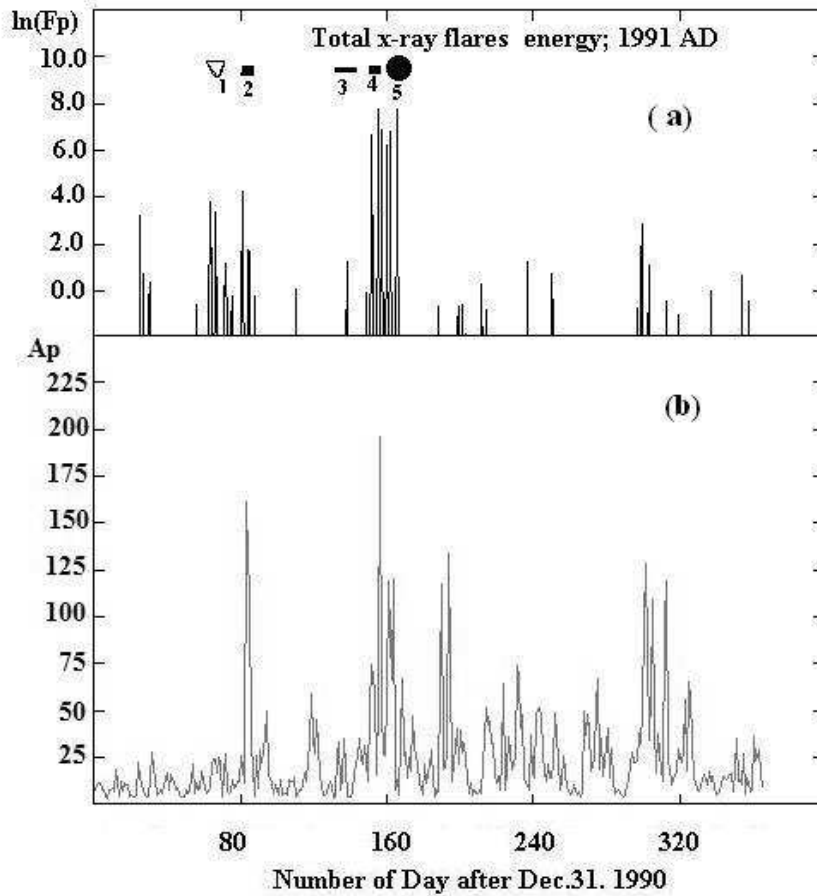 ln(Fp)
Total x-ray flares energy; 1991 AD
10.0
1 2 3 4 5
8.0
( a)
6.0
4.0
2.0
0.0
Ap
225
(b)
200
175
150
125
100
75
50
25
80 160 240 320
Number of Day after Dec.31. 1990